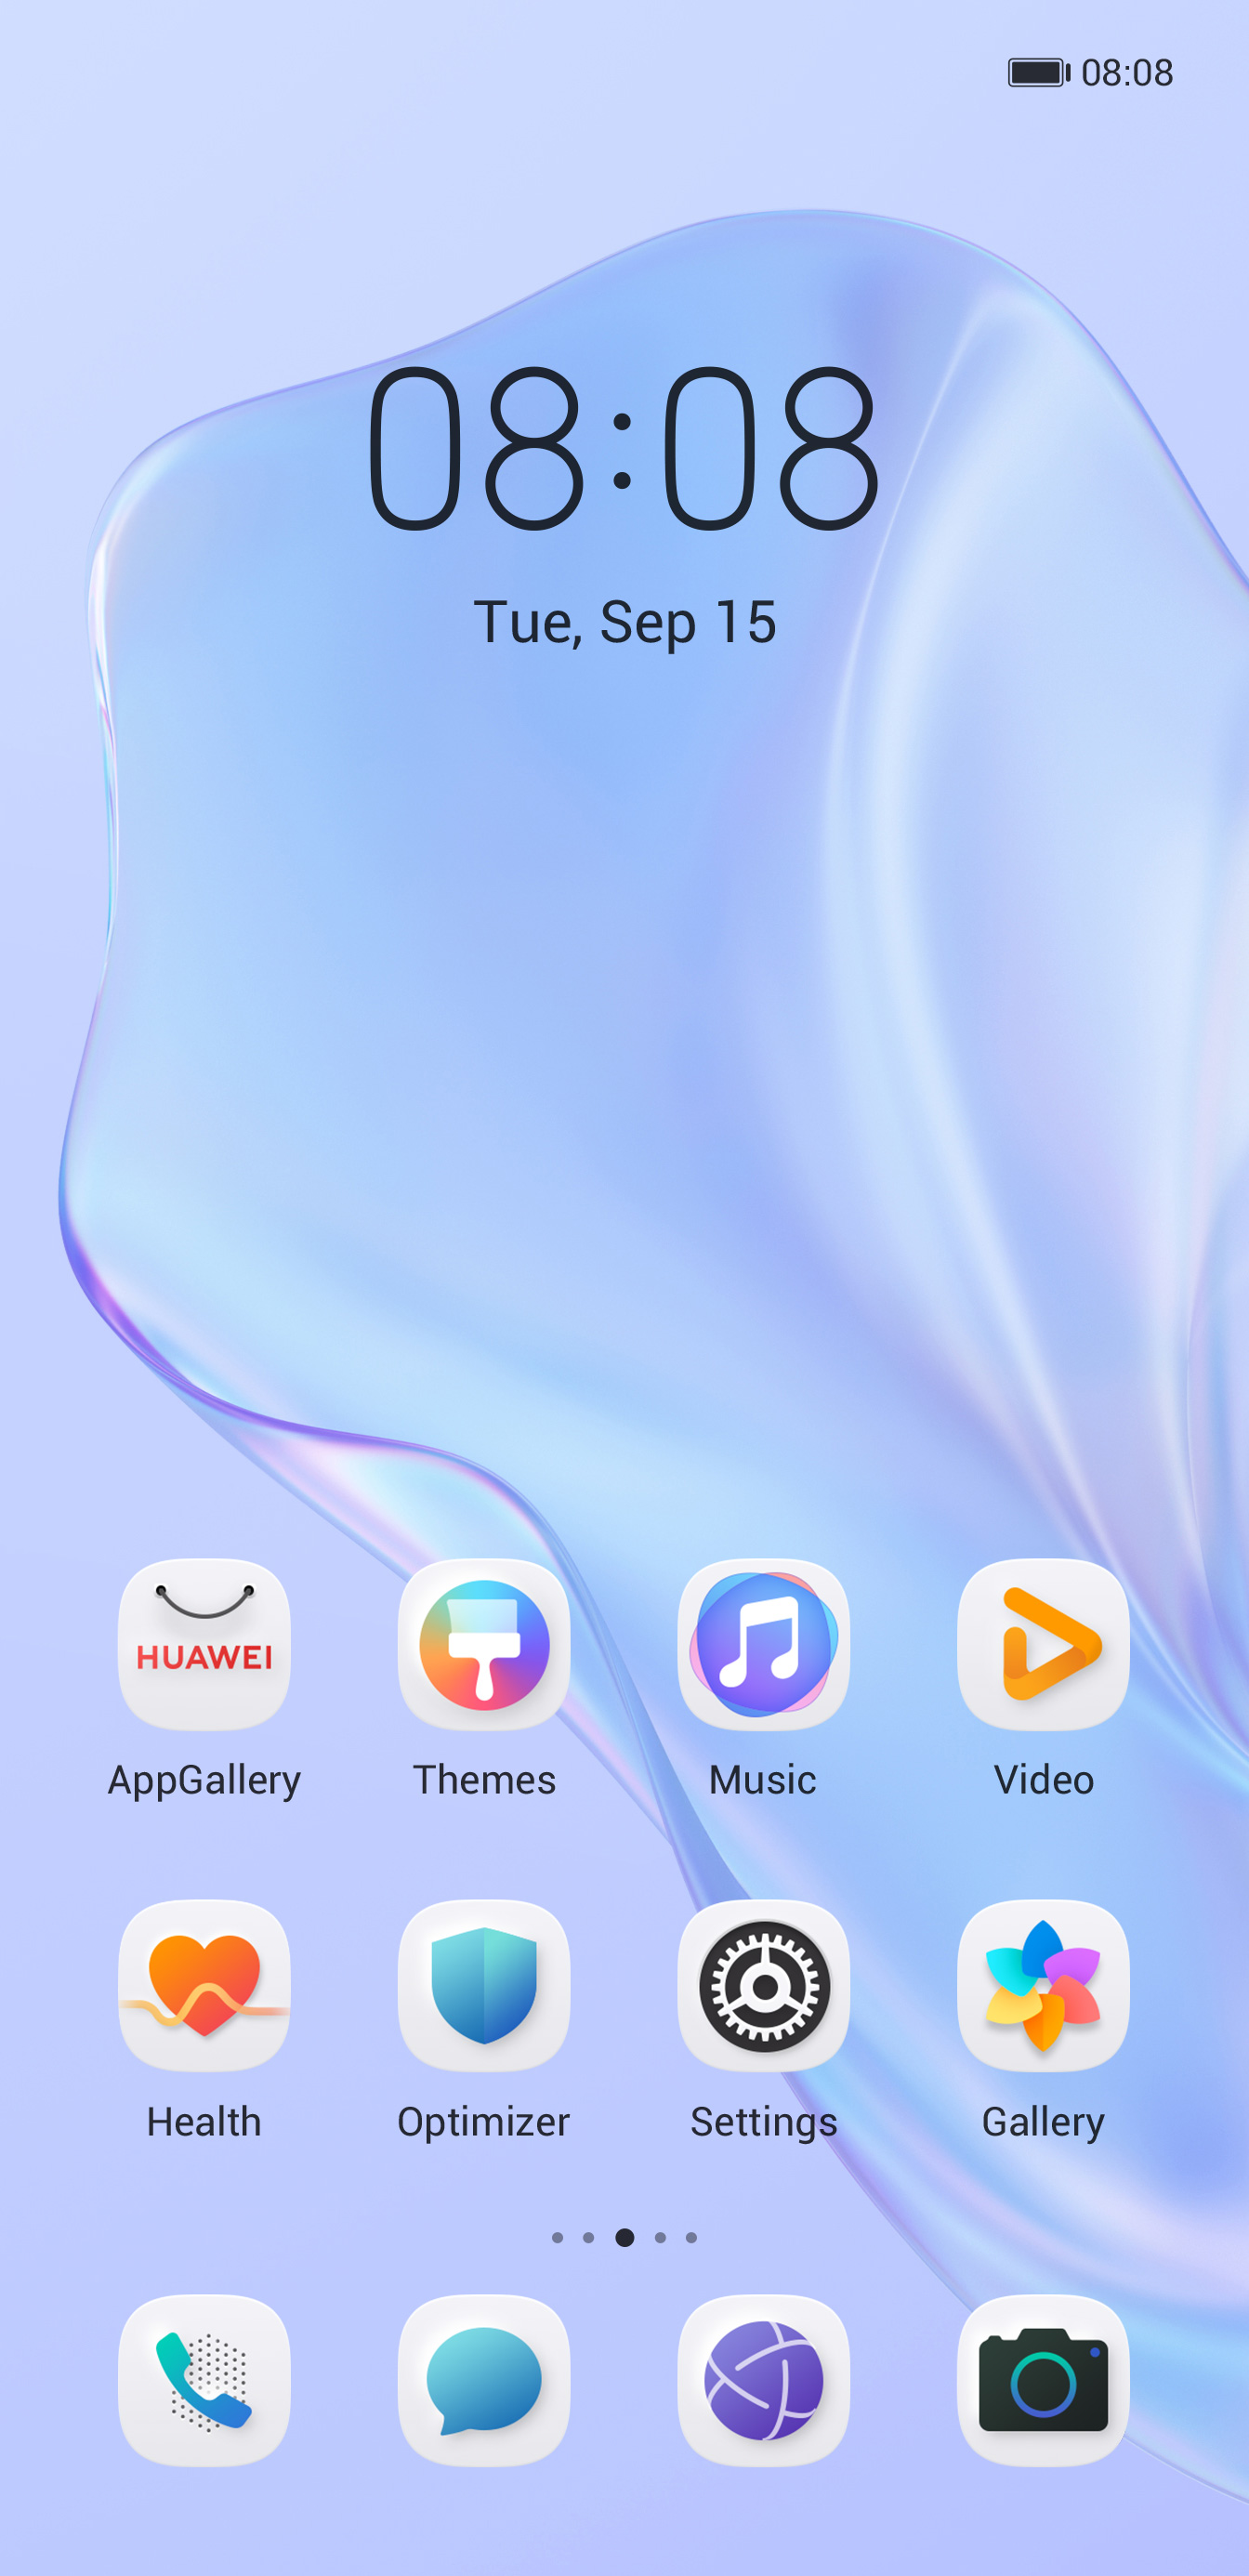 08:08
08:08
Tue, Sep 15
HUAWEI
AppGallery
Themes
Music
Video
Health
Optimizer
Settings
Gallery